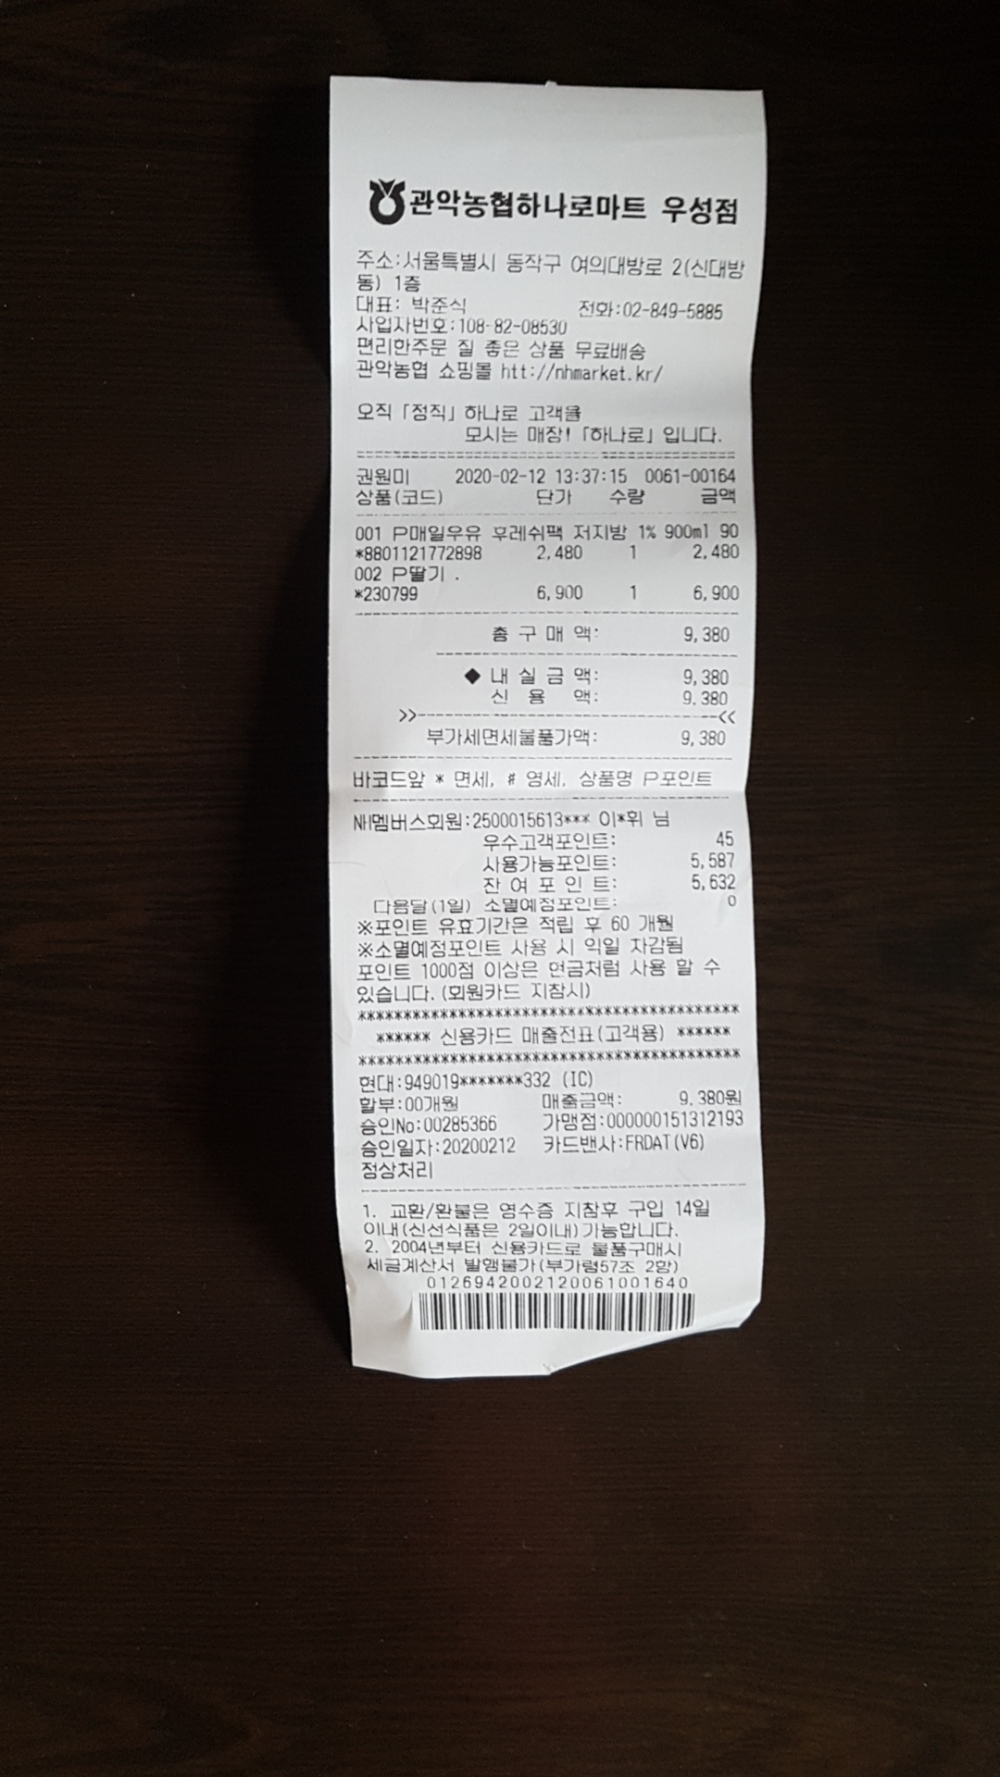 관악농협하나로마트 우성점
주소:서울특별시 동작구 여의대방로 2(신대방
동) 1층
대표: 박준식 전화:02-849-5885
사업자번호:108-82-08530
편리한주문 질 좋은 상품 무료배송
관악농협 쇼핑몰 htt://nhmarket.kr/
오직「정직」하나로 고객을
모시는 매장!「하나로」입니다.
권원미 2020-02-12 13:37:15 0061-00164
상품(코드) 단가 수량 금액
001 P매일우유 후레쉬팩 저지방 1% 900ml 90
*8801121772898 2,480 1 2,480
002 P딸기 .
*230799 6,900 1 6,900
총 구 매 액: 9,380
◆ 내 실 금 액: 9,380
신 용 액: 9,380
>>--------------------------------<<
부가세면세물품가액: 9,380
바코드앞 * 면세, # 영세, 상품명 P포인트
NH멤버스회원:2500015613*** 이*휘 님
우수고객포인트: 45
사용가능포인트: 5,587
잔 여 포 인 트: 5,632
다음달(1일) 소멸예정포인트: 0
※포인트 유효기간은 적립 후 60 개월
※소멸예정포인트 사용 시 익일 차감됨
포인트 1000점 이상은 현금처럼 사용 할 수
있습니다.(회원카드 지참시)
******************************************
****** 신용카드 매출전표(고객용) ******
******************************************
현대:949019*******332 (IC)
할부:00개월 매출금액: 9,380원
승인No:00285366 가맹점:000000151312193
승인일자:20200212 카드밴사:FRDAT(V6)
정상처리
1. 교환/환불은 영수증 지참후 구입 14일
이내(신선식품은 2일이내)가능합니다.
2. 2004년부터 신용카드로 물품구매시
세금계산서 발행불가(부가령57조 2항)
0126942002120061001640